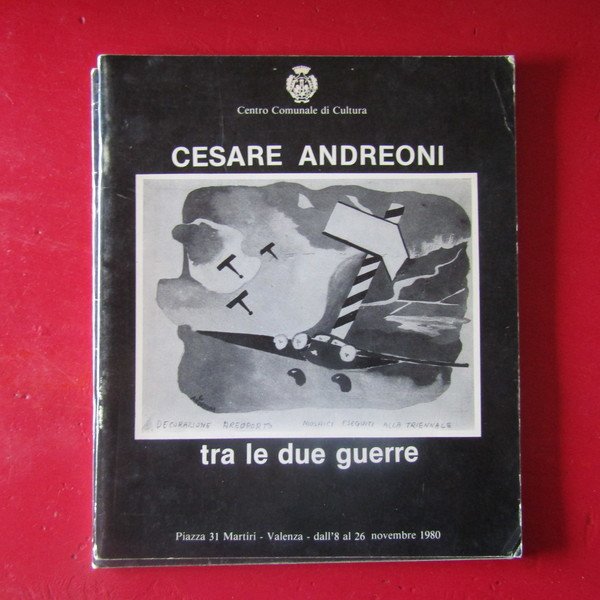 Centro Comunale di Cultura
CESARE ANDREONI
DECORAZIONE AREOPORTO MOSAICI ESEGUITI ALLA TRIENNALE
tra le due guerre
Piazza 31 Martiri - Valenza - dall'8 al 26 novembre 1980